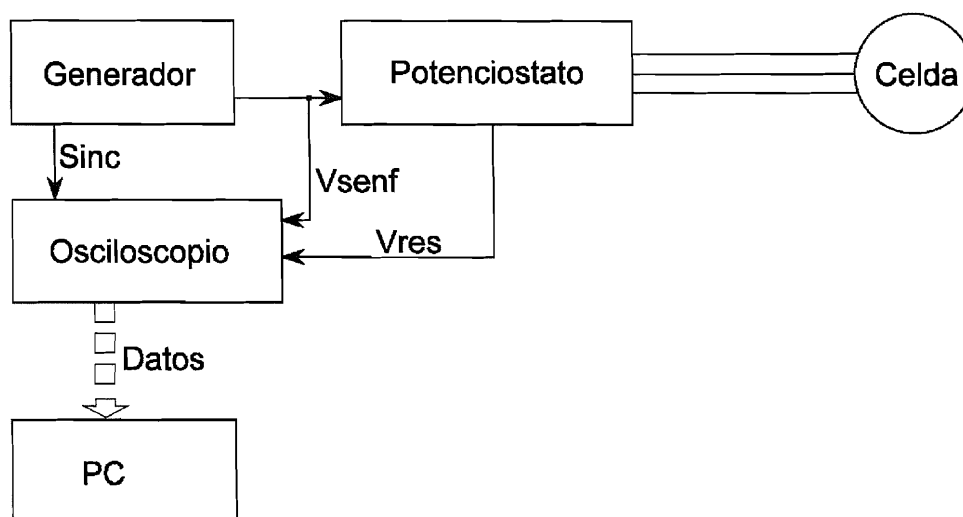 Generador
Potenciostato
Celda
Sinc
Vsenf
Osciloscopio
Vres
Datos
PC